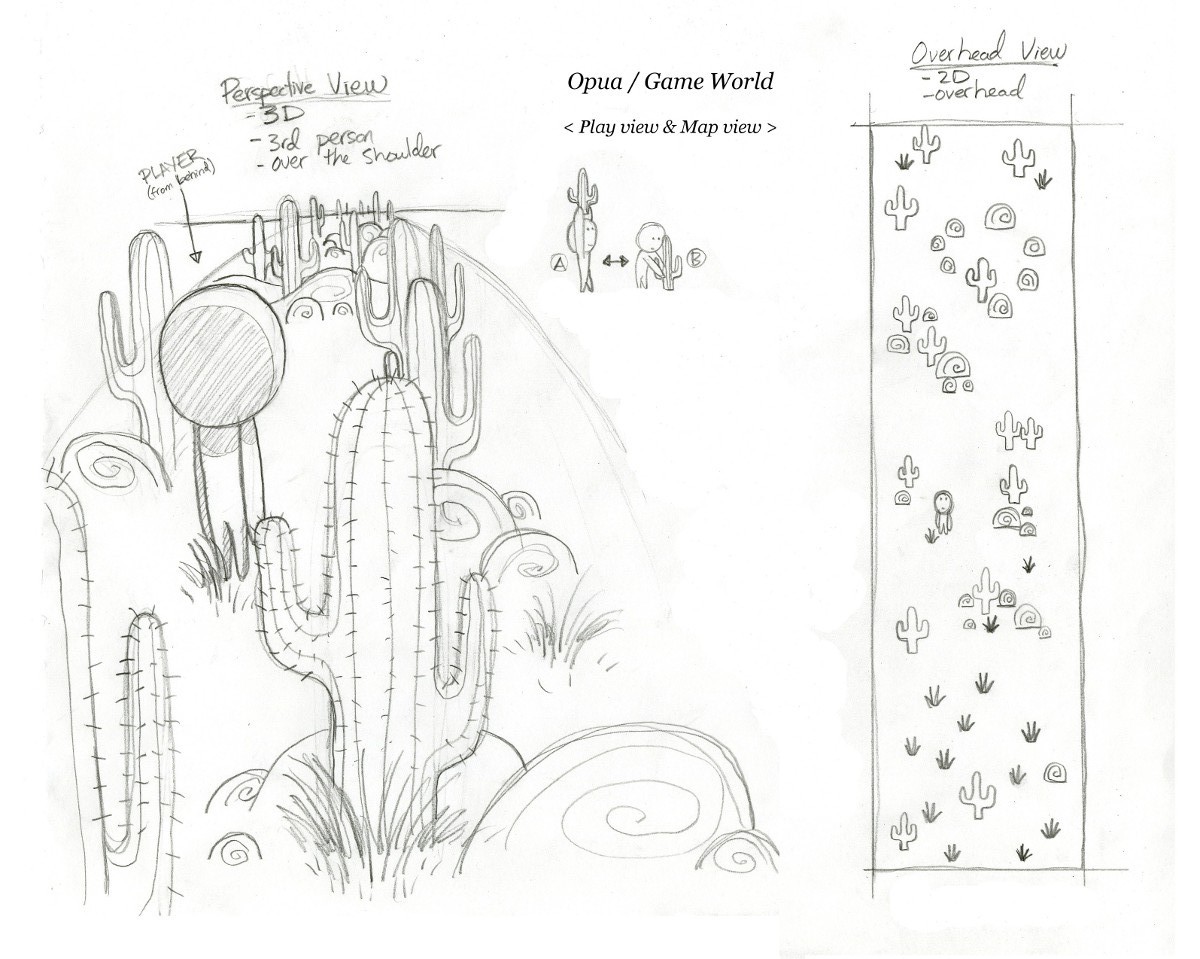 Perspective View
- 3D
- 3rd person
- over the shoulder
PLAYER
(from behind)
Opua / Game World
< Play view & Map view >
A
B
Overhead View
- 2D
- overhead